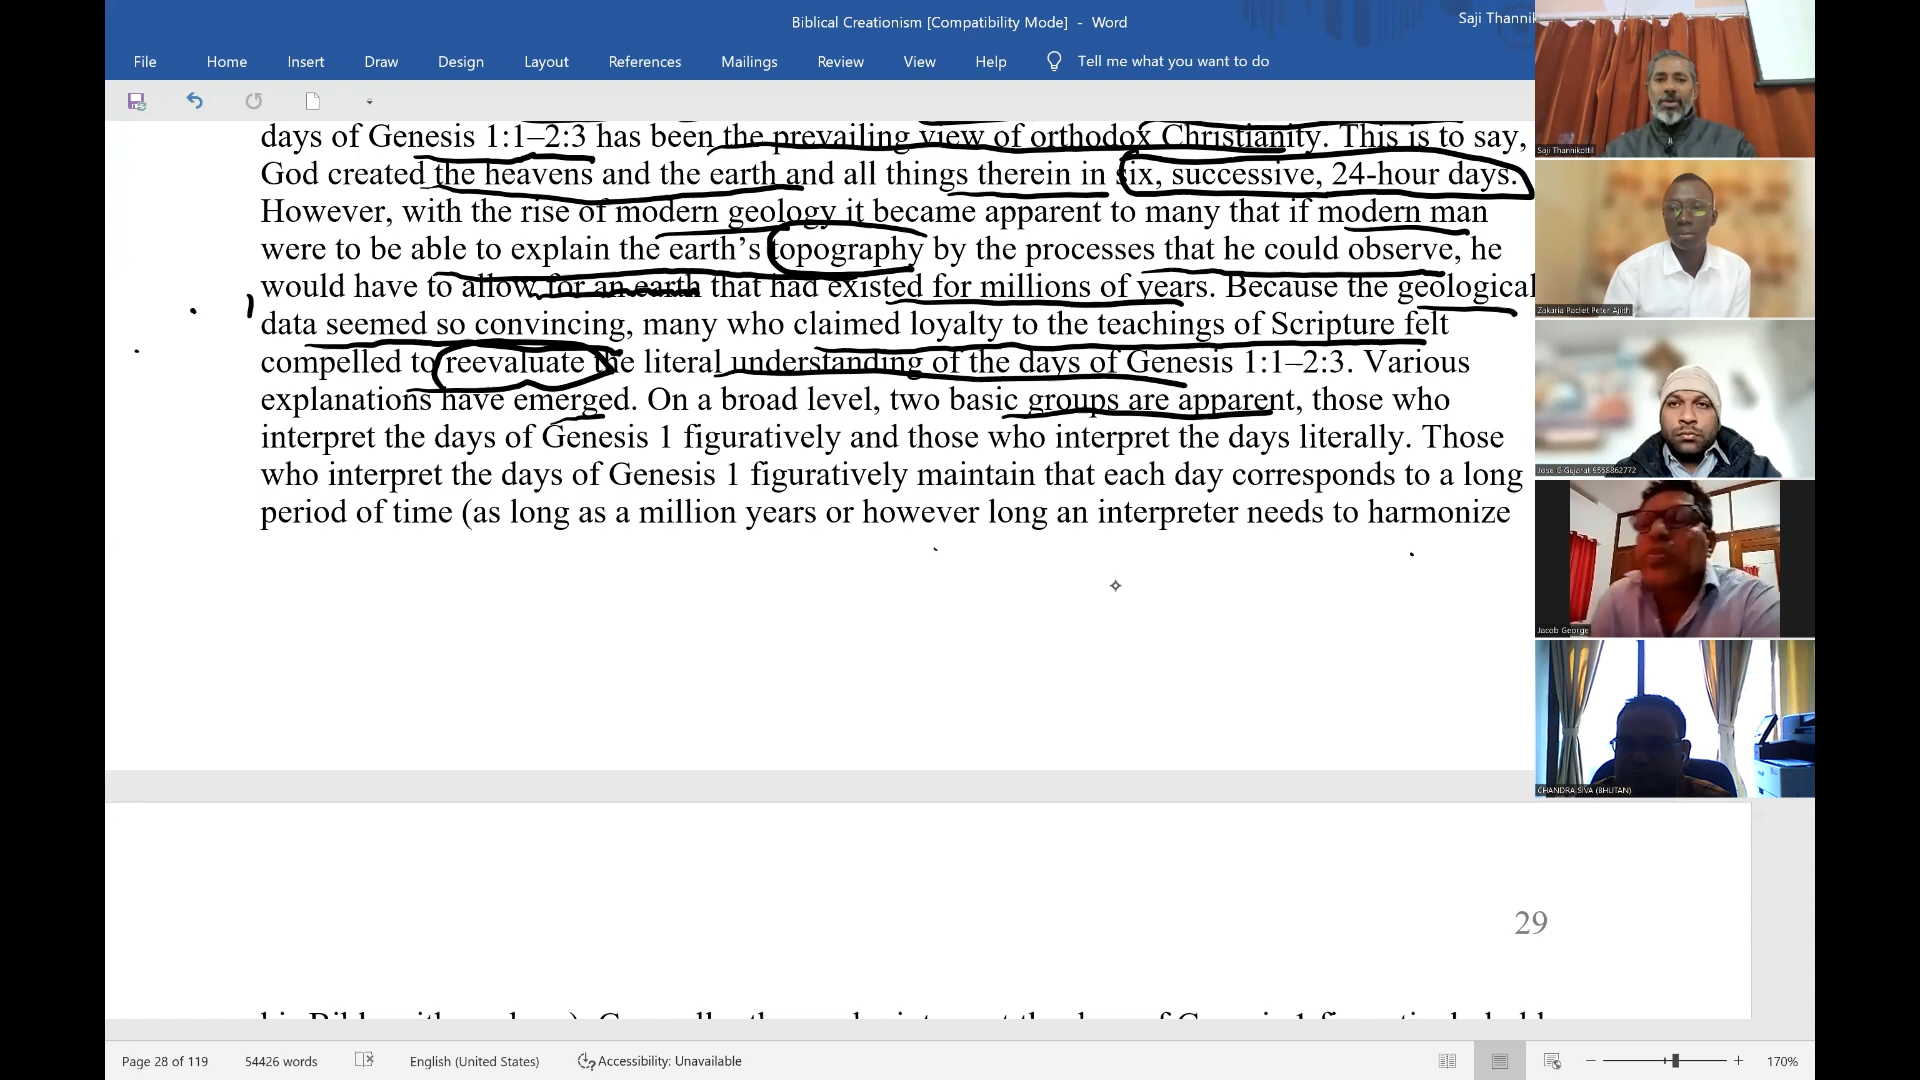 Biblical Creationism [Compatibility Mode] - Word
Saji
File Home Insert Draw Design Layout References Mailings Review View Help Tell me what you want to do
days of Genesis 1:1–2:3 has been the prevailing view of orthodox Christianity. This is to say,
God created the heavens and the earth and all things therein in six, successive, 24-hour days.
However, with the rise of modern geology it became apparent to many that if modern man
were to be able to explain the earth’s topography by the processes that he could observe, he
would have to allow for an earth that had existed for millions of years. Because the geological
data seemed so convincing, many who claimed loyalty to the teachings of Scripture felt
compelled to reevaluate the literal understanding of the days of Genesis 1:1–2:3. Various
explanations have emerged. On a broad level, two basic groups are apparent, those who
interpret the days of Genesis 1 figuratively and those who interpret the days literally. Those
who interpret the days of Genesis 1 figuratively maintain that each day corresponds to a long
period of time (as long as a million years or however long an interpreter needs to harmonize
29
Saji Thannikottil
Zakaria Padiet Peter Ajith
Jose G Gujarat 9558862772
Jacob George
CHANDRA SIVA (BHUTAN)
Page 28 of 119 54426 words English (United States) Accessibility: Unavailable 170%